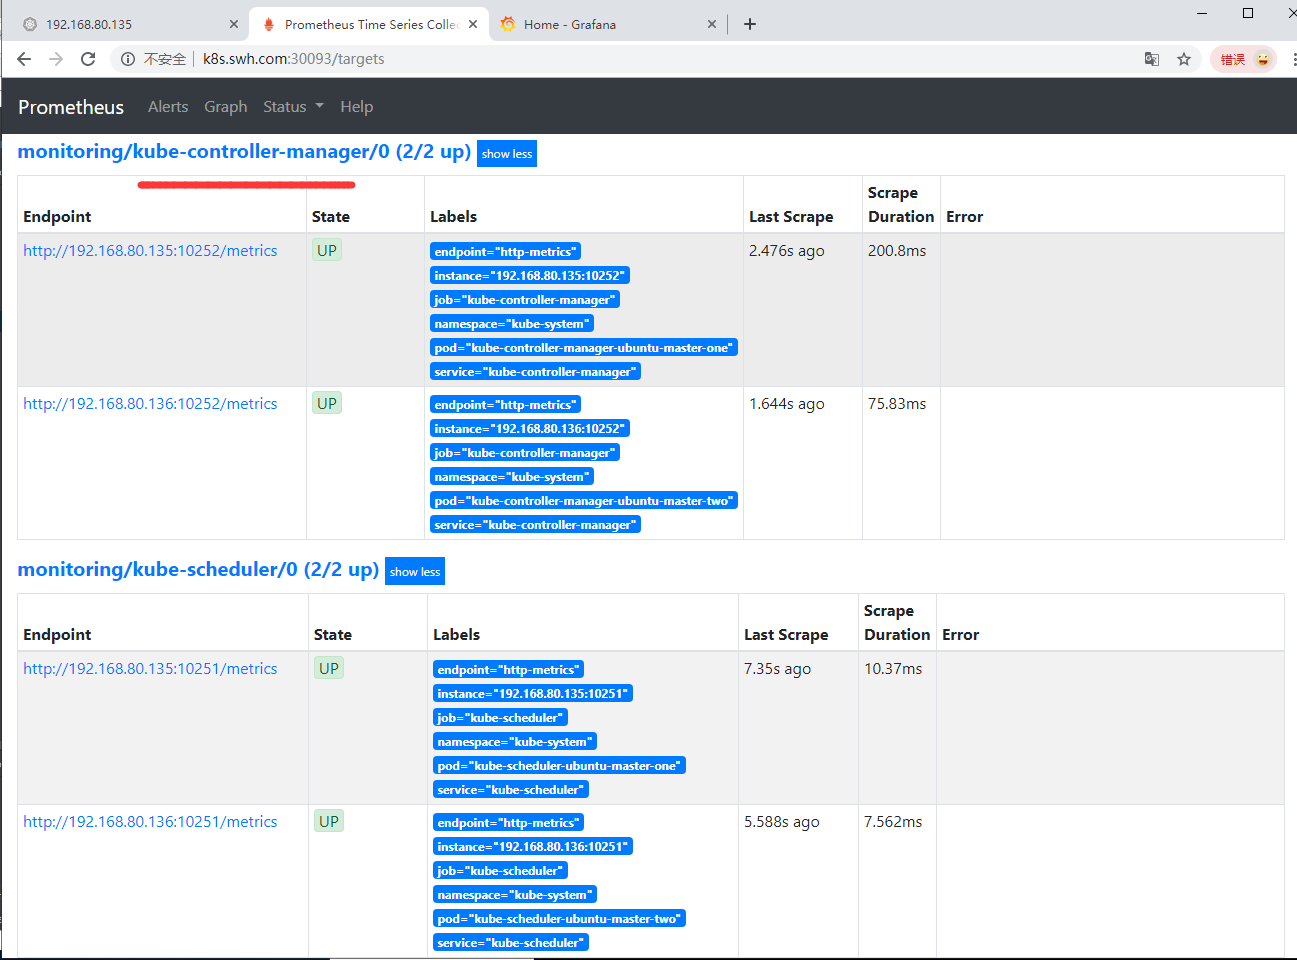 192.168.80.135
Prometheus Time Series Collec
Home - Grafana
不安全
k8s.swh.com:30093/targets
错误
Prometheus Alerts Graph Status Help
monitoring/kube-controller-manager/0 (2/2 up) show less
Endpoint State Labels Last Scrape Scrape Duration Error
http://192.168.80.135:10252/metrics UP endpoint="http-metrics" 2.476s ago 200.8ms
instance="192.168.80.135:10252"
job="kube-controller-manager"
namespace="kube-system"
pod="kube-controller-manager-ubuntu-master-one"
service="kube-controller-manager"
http://192.168.80.136:10252/metrics UP endpoint="http-metrics" 1.644s ago 75.83ms
instance="192.168.80.136:10252"
job="kube-controller-manager"
namespace="kube-system"
pod="kube-controller-manager-ubuntu-master-two"
service="kube-controller-manager"
monitoring/kube-scheduler/0 (2/2 up) show less
Endpoint State Labels Last Scrape Scrape Duration Error
http://192.168.80.135:10251/metrics UP endpoint="http-metrics" 7.35s ago 10.37ms
instance="192.168.80.135:10251"
job="kube-scheduler"
namespace="kube-system"
pod="kube-scheduler-ubuntu-master-one"
service="kube-scheduler"
http://192.168.80.136:10251/metrics UP endpoint="http-metrics" 5.588s ago 7.562ms
instance="192.168.80.136:10251"
job="kube-scheduler"
namespace="kube-system"
pod="kube-scheduler-ubuntu-master-two"
service="kube-scheduler"